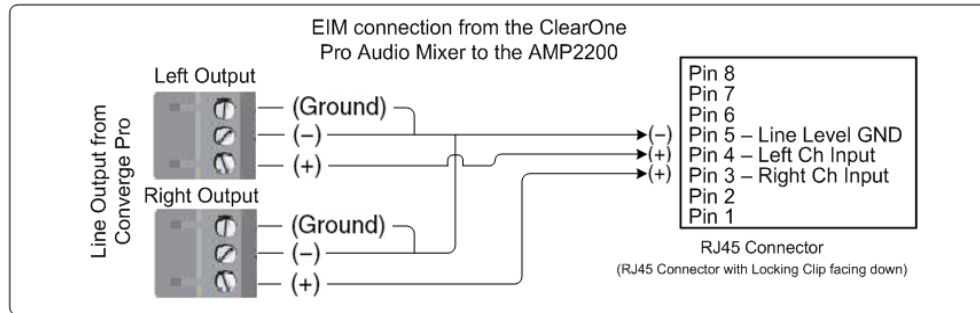 EIM connection from the ClearOne
Pro Audio Mixer to the AMP2200
Line Output from
Converge Pro
Left Output
(Ground)
(−)
(+)
Right Output
(Ground)
(−)
(+)
(−)
(+)
(+)
Pin 8
Pin 7
Pin 6
Pin 5 – Line Level GND
Pin 4 – Left Ch Input
Pin 3 – Right Ch Input
Pin 2
Pin 1
RJ45 Connector
(RJ45 Connector with Locking Clip facing down)